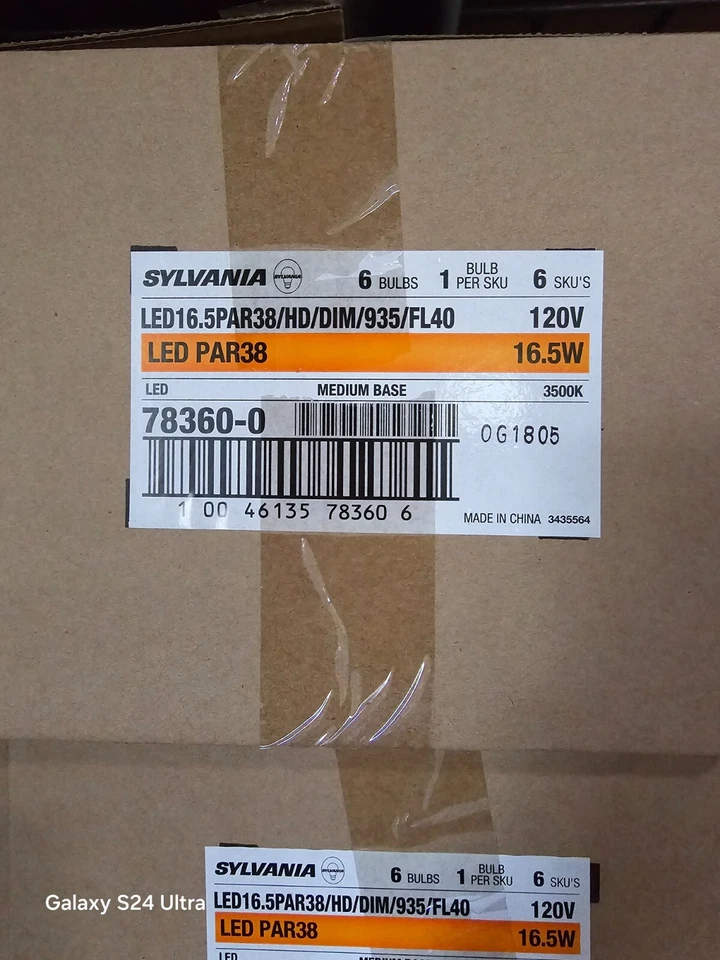 SYLVANIA SYLVANIA 6 BULBS 1 BULB PER SKU 6 SKU'S
LED16.5PAR38/HD/DIM/935/FL40 120V
LED PAR38 16.5W
LED MEDIUM BASE 3500K
78360-0 OG1805
1 00 46135 78360 6 MADE IN CHINA 3435564
SYLVANIA 6 BULBS 1 BULB PER SKU 6 SKU'S
Galaxy S24 Ultra
LED16.5PAR38/HD/DIM/935/FL40 120V
LED PAR38 16.5W
LED